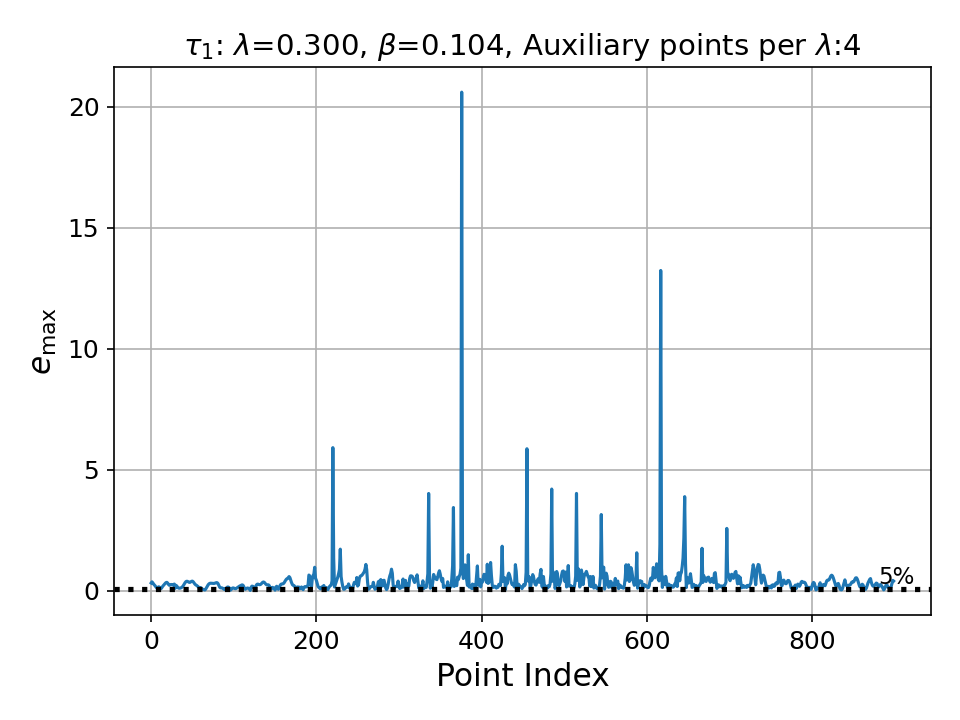 τ₁: λ=0.300, β=0.104, Auxiliary points per λ:4
20
15
10
5
0
e_max
5%
0 200 400 600 800
Point Index